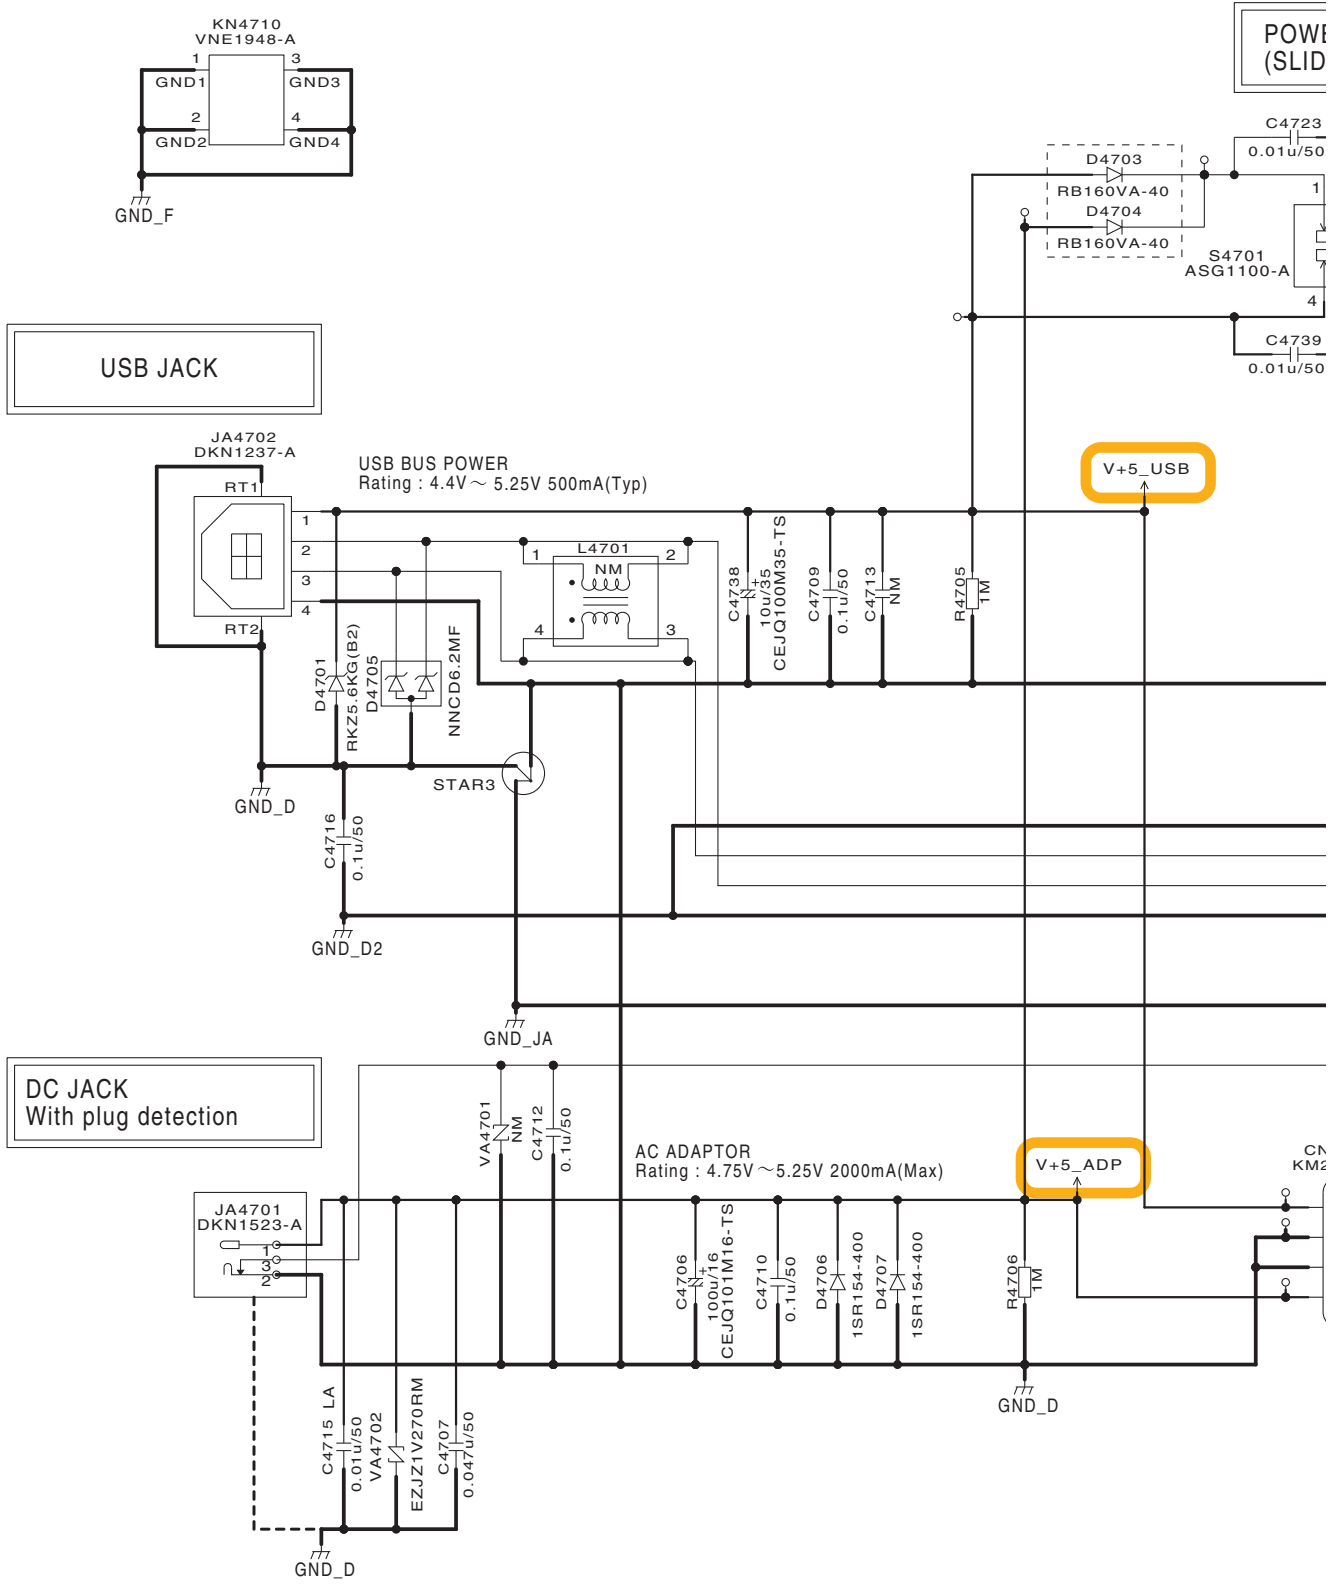 KN4710
VNE1948-A
1
3
GND1
GND3
2
4
GND2
GND4
GND_F
C4723
0.01u/50
D4703
RB160VA-40
D4704
RB160VA-40
1
S4701
ASG1100-A
4
C4739
0.01u/50
USB JACK
JA4702
DKN1237-A
RT1
1
2
3
4
RT2
USB BUS POWER
Rating : 4.4V ～ 5.25V 500mA(Typ)
V+5_USB
L4701
1
2
NM
4
3
C4738
10u/35
+
CEJQ100M35-TS
C4709
0.1u/50
C4713
NM
R4705
1M
D4701
RKZ5.6KG(B2)
D4705
NNCD6.2MF
STAR3
GND_D
C4716
0.1u/50
GND_D2
GND_JA
DC JACK
With plug detection
VA4701
NM
C4712
0.1u/50
AC ADAPTOR
Rating : 4.75V ～5.25V 2000mA(Max)
V+5_ADP
JA4701
DKN1523-A
1
3
2
C4706
100u/16
+
CEJQ101M16-TS
C4710
0.1u/50
D4706
1SR154-400
D4707
1SR154-400
R4706
1M
GND_D
C4715 LA
0.01u/50
VA4702
EZJZ1V270RM
C4707
0.047u/50
GND_D